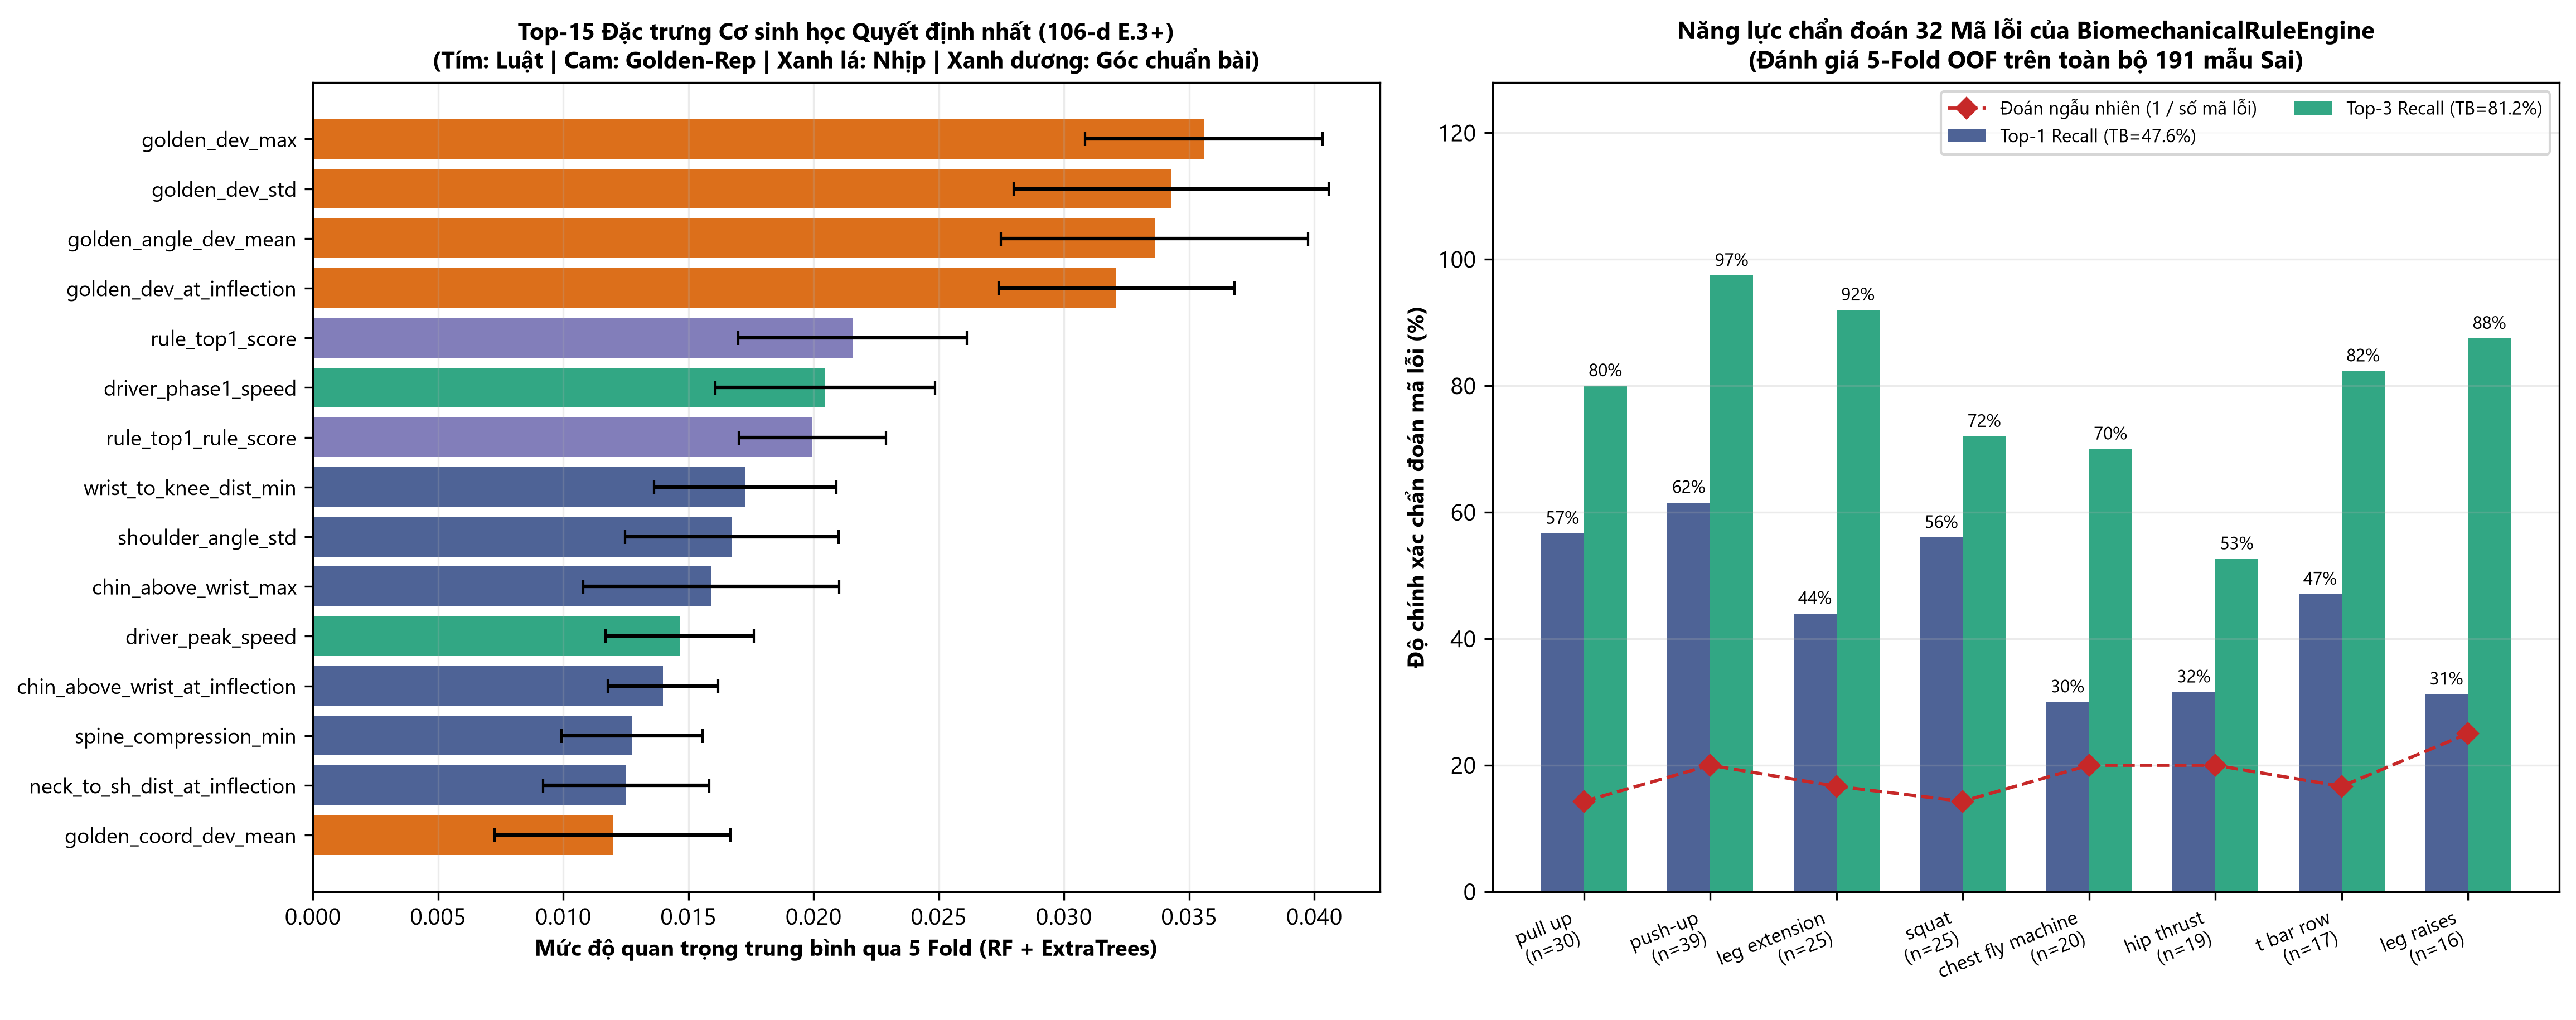 Top-15 Đặc trưng Cơ sinh học Quyết định nhất (106-d E.3+)
(Tím: Luật | Cam: Golden-Rep | Xanh lá: Nhịp | Xanh dương: Góc chuẩn bài)
golden_dev_max
golden_dev_std
golden_angle_dev_mean
golden_dev_at_inflection
rule_top1_score
driver_phase1_speed
rule_top1_rule_score
wrist_to_knee_dist_min
shoulder_angle_std
chin_above_wrist_max
driver_peak_speed
chin_above_wrist_at_inflection
spine_compression_min
neck_to_sh_dist_at_inflection
golden_coord_dev_mean
0.000 0.005 0.010 0.015 0.020 0.025 0.030 0.035 0.040
Mức độ quan trọng trung bình qua 5 Fold (RF + ExtraTrees)
Năng lực chẩn đoán 32 Mã lỗi của BiomechanicalRuleEngine
(Đánh giá 5-Fold OOF trên toàn bộ 191 mẫu Sai)
Đoán ngẫu nhiên (1 / số mã lỗi)
Top-1 Recall (TB=47.6%)
Top-3 Recall (TB=81.2%)
Độ chính xác chẩn đoán mã lỗi (%)
120
100
80
60
40
20
0
57% 80%
62% 97%
44% 92%
56% 72%
30% 70%
32% 53%
47% 82%
31% 88%
pull up
(n=30)
push-up
(n=39)
leg extension
(n=25)
squat
(n=25)
chest fly machine
(n=20)
hip thrust
(n=19)
t bar row
(n=17)
leg raises
(n=16)